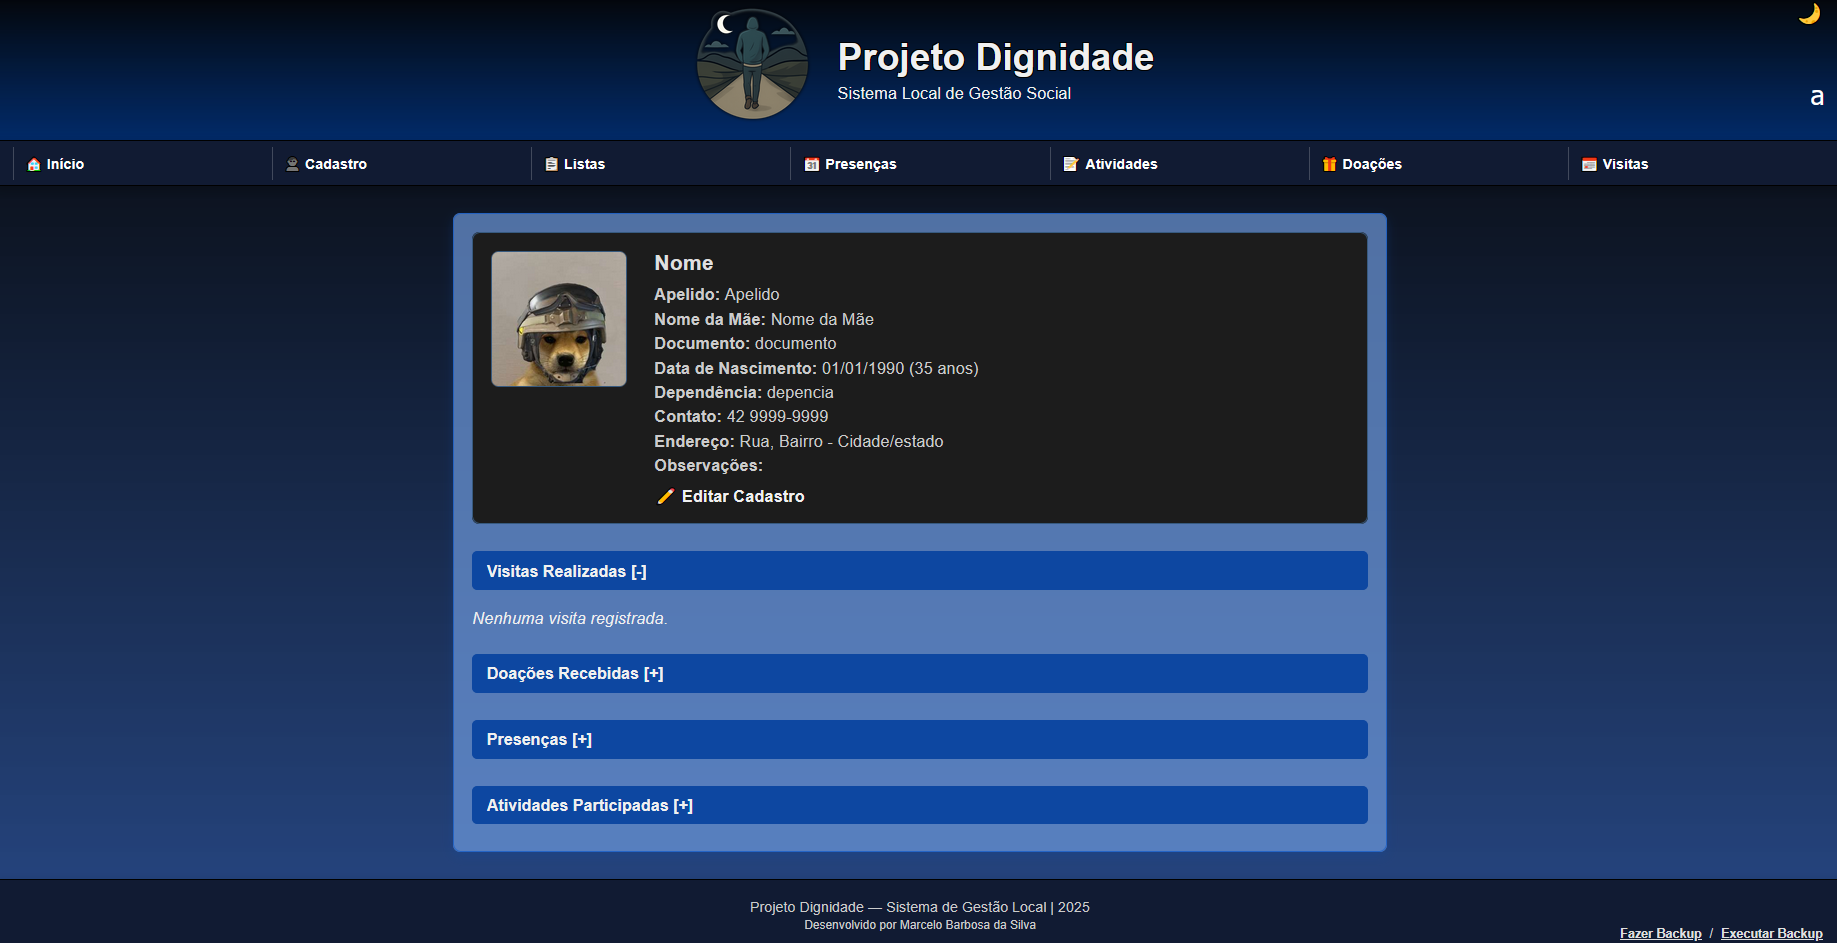 Projeto Dignidade
Sistema Local de Gestão Social
a
Início
Cadastro
Listas
Presenças
Atividades
Doações
Visitas
Nome
Apelido: Apelido
Nome da Mãe: Nome da Mãe
Documento: documento
Data de Nascimento: 01/01/1990 (35 anos)
Dependência: depencia
Contato: 42 9999-9999
Endereço: Rua, Bairro - Cidade/estado
Observações:
Editar Cadastro
Visitas Realizadas [-]
Nenhuma visita registrada.
Doações Recebidas [+]
Presenças [+]
Atividades Participadas [+]
Projeto Dignidade — Sistema de Gestão Local | 2025
Desenvolvido por Marcelo Barbosa da Silva
Fazer Backup / Executar Backup